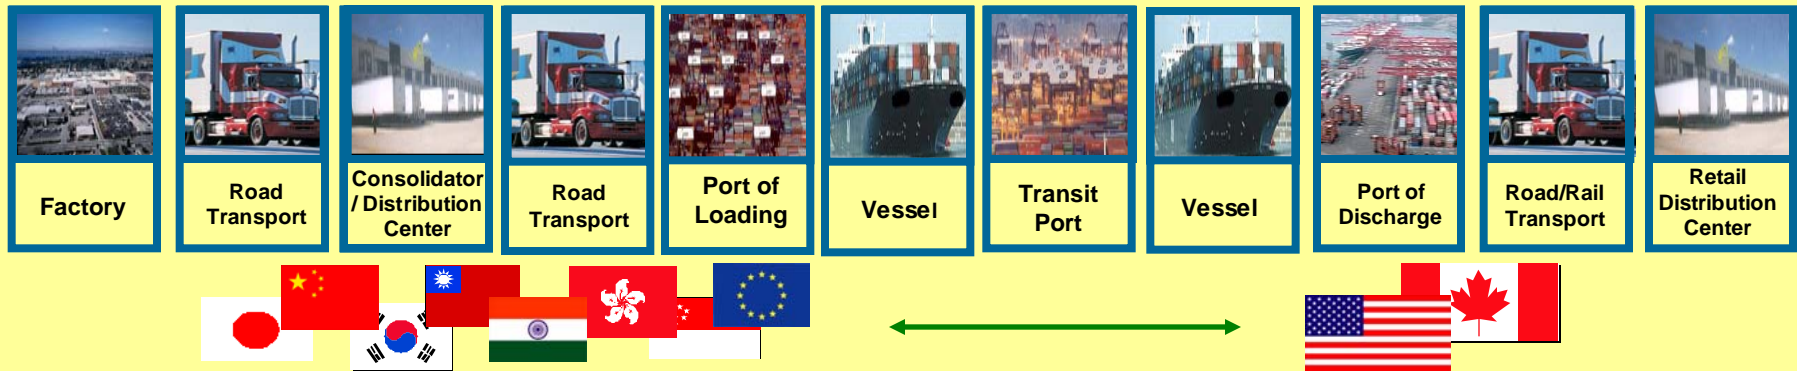 Factory
Road
Transport
Consolidator
/ Distribution
Center
Road
Transport
Port of
Loading
Vessel
Transit
Port
Vessel
Port of
Discharge
Road/Rail
Transport
Retail
Distribution
Center